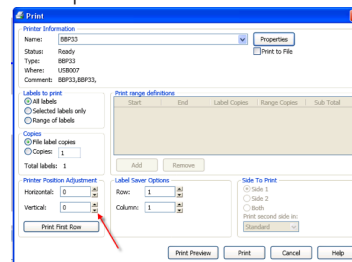 Print
Printer Information
Name: BBP33 Properties
Status: Ready Print to File
Type: BBP33
Where: USB007
Comment: BBP33,BBP33,
Labels to print
All labels
Selected labels only
Range of labels
Print range definitions
Start End Label Copies Range Copies Sub Total
Copies
File label copies
Copies: 1
Total labels: 1
Add Remove
Printer Position Adjustment
Horizontal: 0
Vertical: 0
Print First Row
Label Saver Options
Row: 1
Column: 1
Side To Print
Side 1
Side 2
Both
Print second side in:
Standard
Print Preview Print Cancel Help